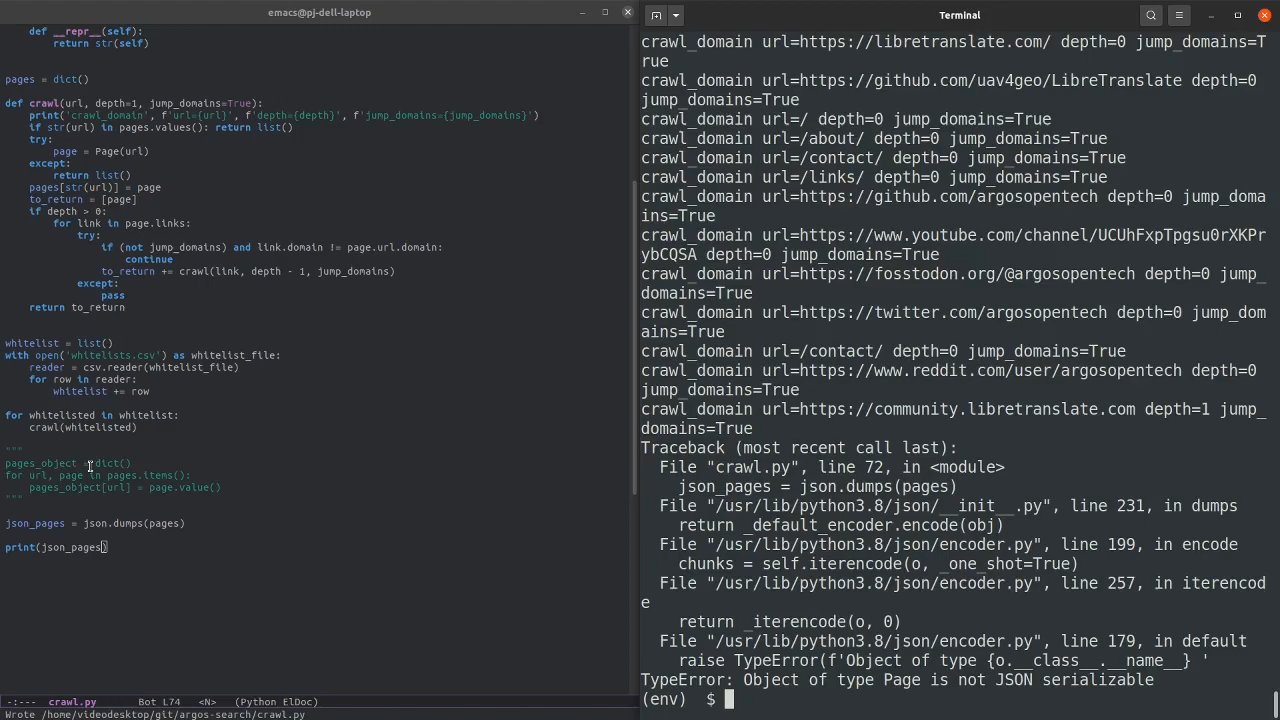 emacs@pj-dell-laptop
def __repr__(self):
return str(self)
pages = dict()
def crawl(url, depth=1, jump_domains=True):
print('crawl_domain', f'url={url}', f'depth={depth}', f'jump_domains={jump_domains}')
if str(url) in pages.values(): return list()
try:
page = Page(url)
except:
return list()
pages[str(url)] = page
to_return = [page]
if depth > 0:
for link in page.links:
try:
if (not jump_domains) and link.domain != page.url.domain:
continue
to_return += crawl(link, depth - 1, jump_domains)
except:
pass
return to_return
whitelist = list()
with open('whitelists.csv') as whitelist_file:
reader = csv.reader(whitelist_file)
for row in reader:
whitelist += row
for whitelisted in whitelist:
crawl(whitelisted)
"""
pages_object = dict()
for url, page in pages.items():
pages_object[url] = page.value()
"""
json_pages = json.dumps(pages)
print(json_pages)
-:--- crawl.py Bot L74 <N> (Python ElDoc)
Wrote /home/videodesktop/git/argos-search/crawl.py
Terminal
crawl_domain url=https://libretranslate.com/ depth=0 jump_domains=T
rue
crawl_domain url=https://github.com/uav4geo/LibreTranslate depth=0
jump_domains=True
crawl_domain url=/ depth=0 jump_domains=True
crawl_domain url=/about/ depth=0 jump_domains=True
crawl_domain url=/contact/ depth=0 jump_domains=True
crawl_domain url=/links/ depth=0 jump_domains=True
crawl_domain url=https://github.com/argosopentech depth=0 jump_doma
ins=True
crawl_domain url=https://www.youtube.com/channel/UCUhFxpTpgsu0rXKPr
ybCQSA depth=0 jump_domains=True
crawl_domain url=https://fosstodon.org/@argosopentech depth=0 jump_
domains=True
crawl_domain url=https://twitter.com/argosopentech depth=0 jump_dom
ains=True
crawl_domain url=/contact/ depth=0 jump_domains=True
crawl_domain url=https://www.reddit.com/user/argosopentech depth=0
jump_domains=True
crawl_domain url=https://community.libretranslate.com depth=1 jump_
domains=True
Traceback (most recent call last):
File "crawl.py", line 72, in <module>
json_pages = json.dumps(pages)
File "/usr/lib/python3.8/json/__init__.py", line 231, in dumps
return _default_encoder.encode(obj)
File "/usr/lib/python3.8/json/encoder.py", line 199, in encode
chunks = self.iterencode(o, _one_shot=True)
File "/usr/lib/python3.8/json/encoder.py", line 257, in iterencod
e
return _iterencode(o, 0)
File "/usr/lib/python3.8/json/encoder.py", line 179, in default
raise TypeError(f'Object of type {o.__class__.__name__} '
TypeError: Object of type Page is not JSON serializable
(env) $